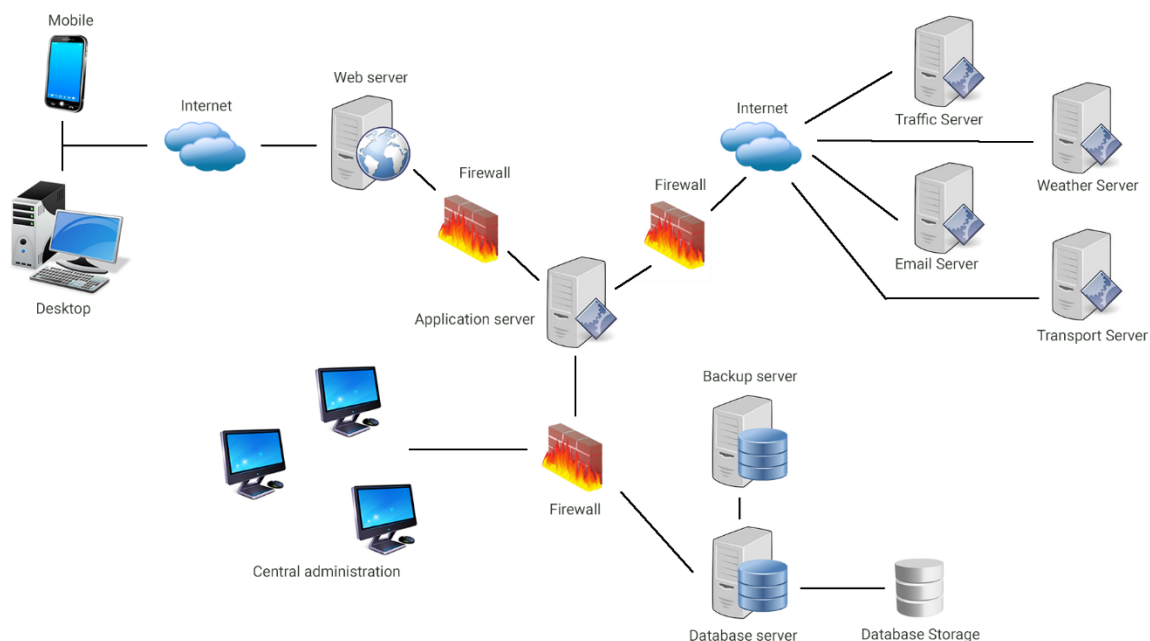 Mobile
Web server
Internet
Internet
Traffic Server
Firewall
Firewall
Weather Server
Email Server
Desktop
Application server
Transport Server
Backup server
Firewall
Central administration
Database server
Database Storage